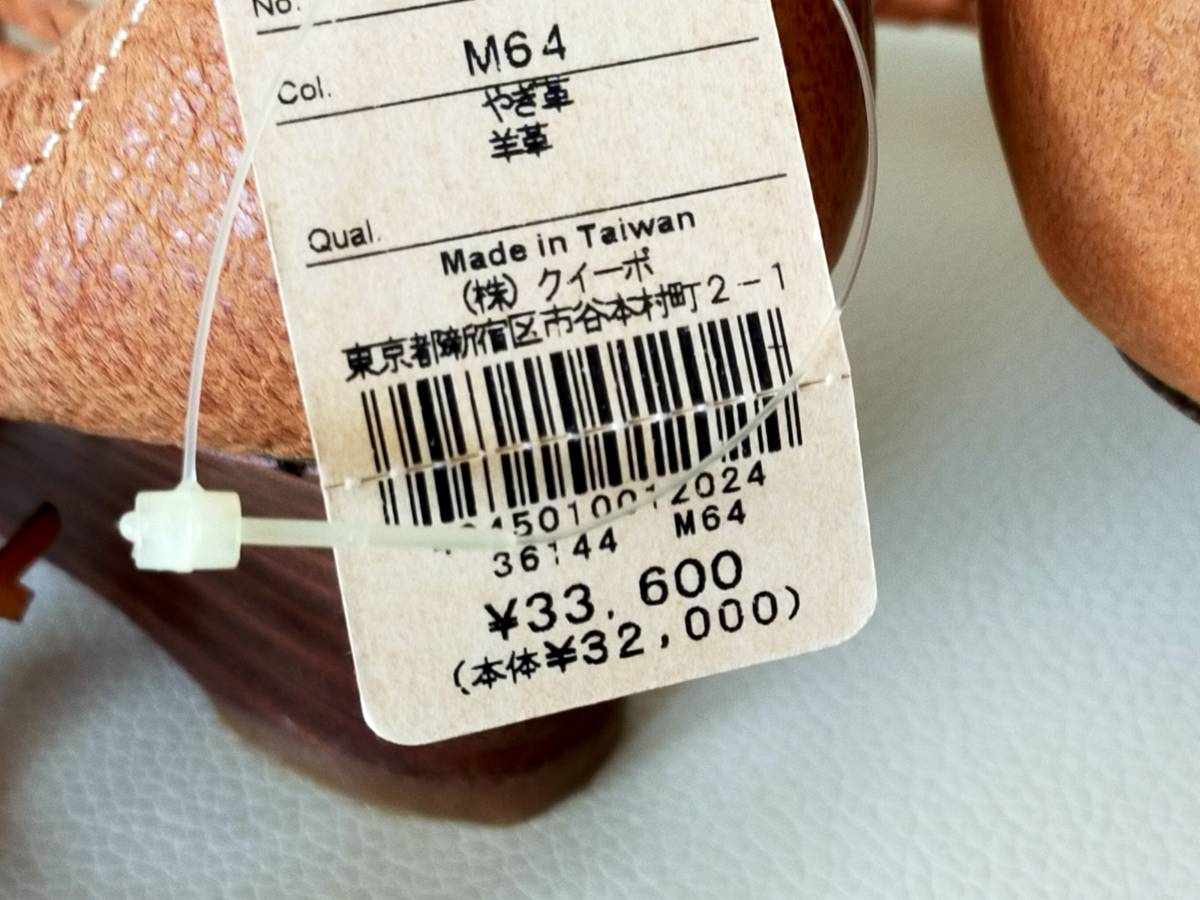 No.
M64
Col.
やぎ革
羊革
Qual.
Made in Taiwan
(株) クイーポ
東京都新宿区市谷本村町2-1
2024
36144 M64
¥33.600
(本体¥32,000)